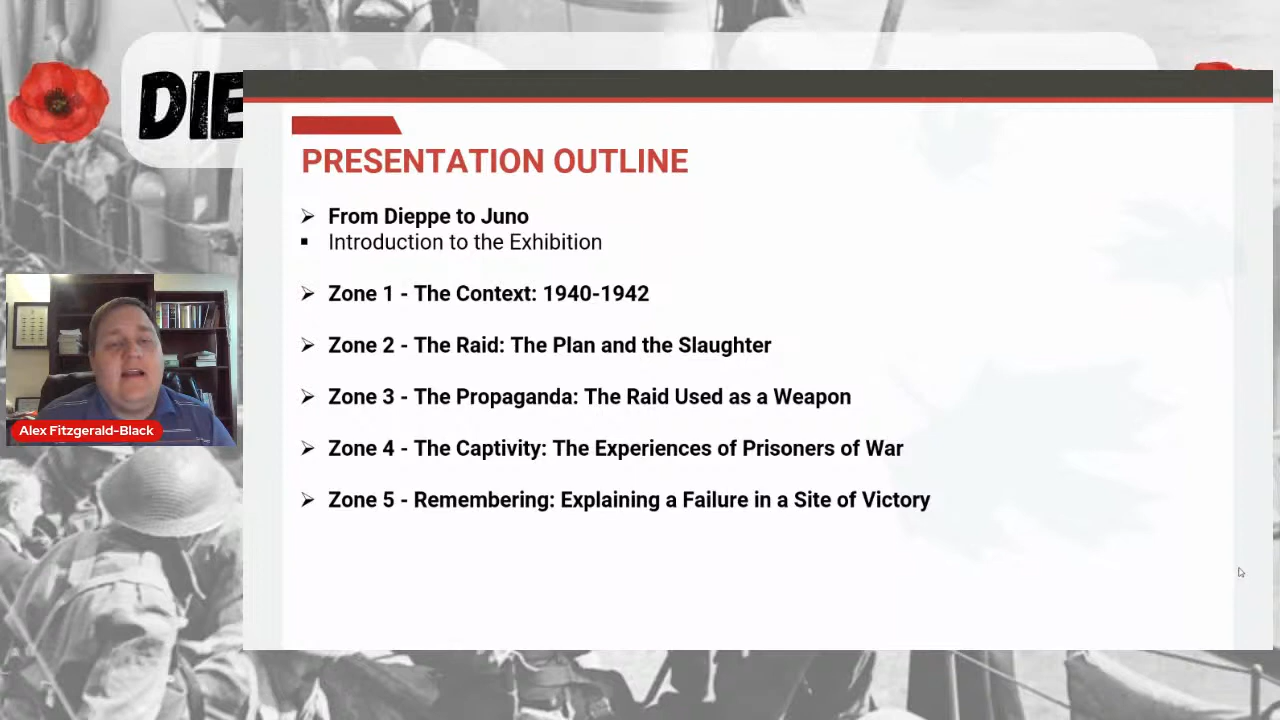 DIE
PRESENTATION OUTLINE
From Dieppe to Juno
Introduction to the Exhibition
Zone 1 - The Context: 1940-1942
Zone 2 - The Raid: The Plan and the Slaughter
Zone 3 - The Propaganda: The Raid Used as a Weapon
Zone 4 - The Captivity: The Experiences of Prisoners of War
Zone 5 - Remembering: Explaining a Failure in a Site of Victory
Alex Fitzgerald-Black